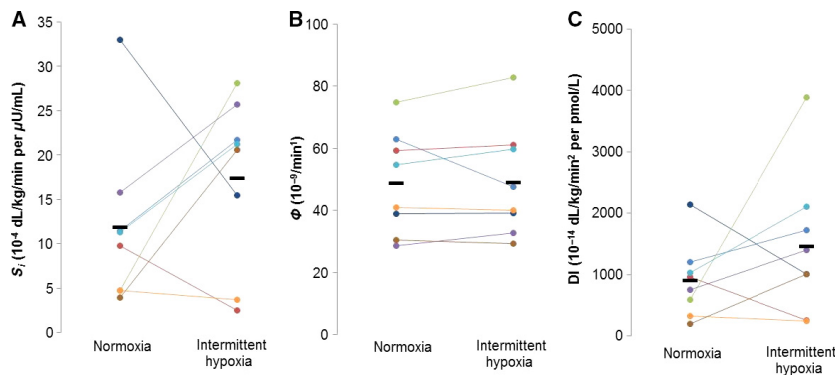 A
35
30
25
20
15
10
5
0
Si (10-4 dL/kg/min per µU/mL)
Normoxia
Intermittent
hypoxia
B
100
80
60
40
20
0
Φ (10−9/min1)
Normoxia
Intermittent
hypoxia
C
5000
4000
3000
2000
1000
0
DI (10−14 dL/kg/min2 per pmol/L)
Normoxia
Intermittent
hypoxia